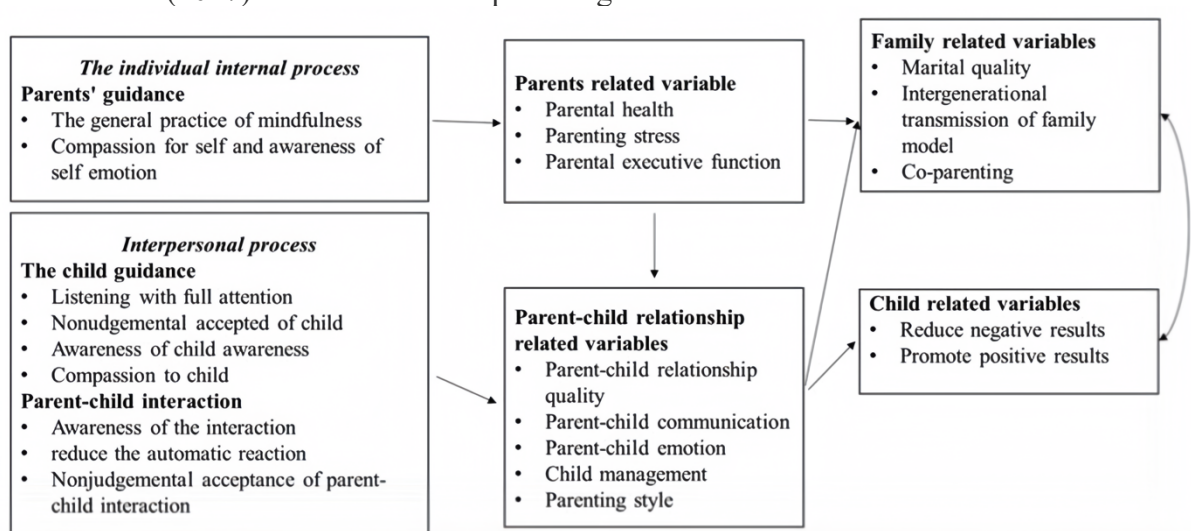 The individual internal process
Parents' guidance
• The general practice of mindfulness
• Compassion for self and awareness of
self emotion
Interpersonal process
The child guidance
• Listening with full attention
• Nonudgemental accepted of child
• Awareness of child awareness
• Compassion to child
Parent-child interaction
• Awareness of the interaction
• reduce the automatic reaction
• Nonjudgemental acceptance of parent-
child interaction
Parents related variable
• Parental health
• Parenting stress
• Parental executive function
Parent-child relationship
related variables
• Parent-child relationship
quality
• Parent-child communication
• Parent-child emotion
• Child management
• Parenting style
Family related variables
• Marital quality
• Intergenerational
transmission of family
model
• Co-parenting
Child related variables
• Reduce negative results
• Promote positive results